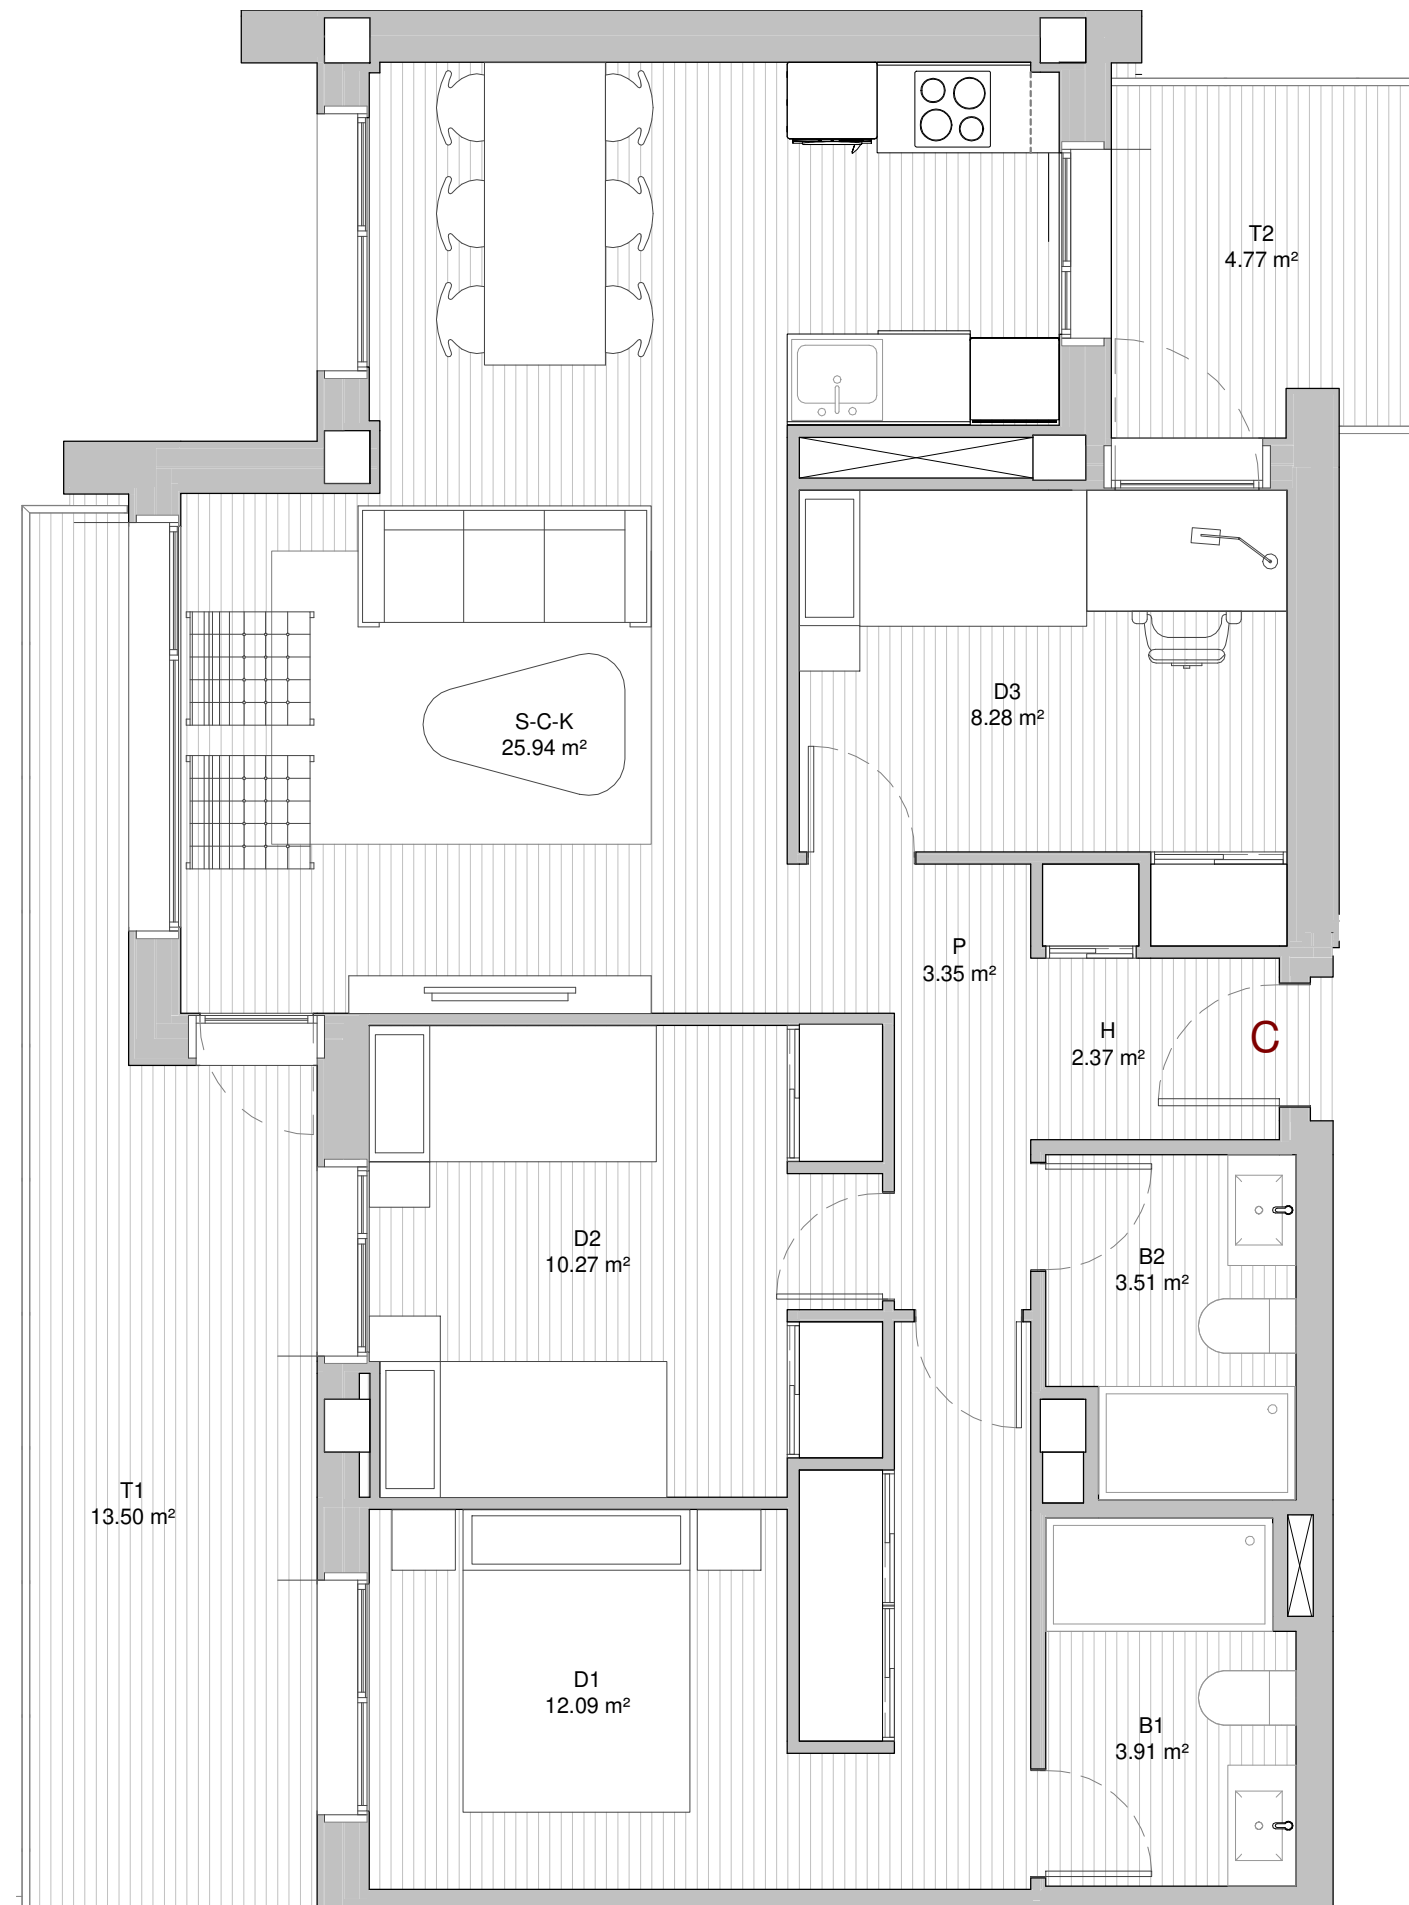 T2
4.77 m²
D3
8.28 m²
S-C-K
25.94 m²
P
3.35 m²
H
2.37 m²
C
D2
10.27 m²
B2
3.51 m²
T1
13.50 m²
D1
12.09 m²
B1
3.91 m²